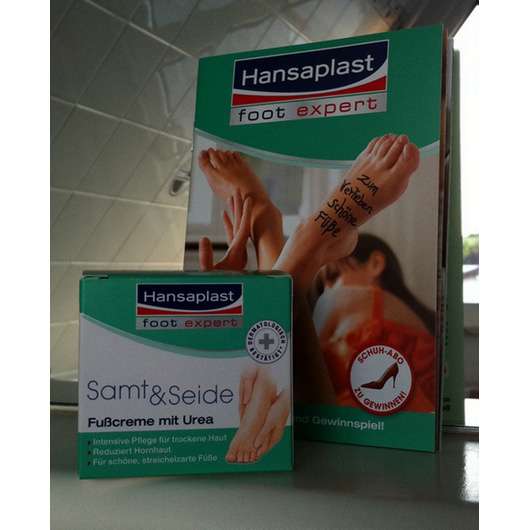 Hansaplast
foot expert
Zum
Verlieben
schöne
Füße
SCHUH-ABO
ZU GEWINNEN!
und Gewinnspiel!
Hansaplast
foot expert
DERMATOLOGISCH
BESTÄTIGT
Samt&Seide
Fußcreme mit Urea
Intensive Pflege für trockene Haut
Reduziert Hornhaut
Für schöne, streichelzarte Füße